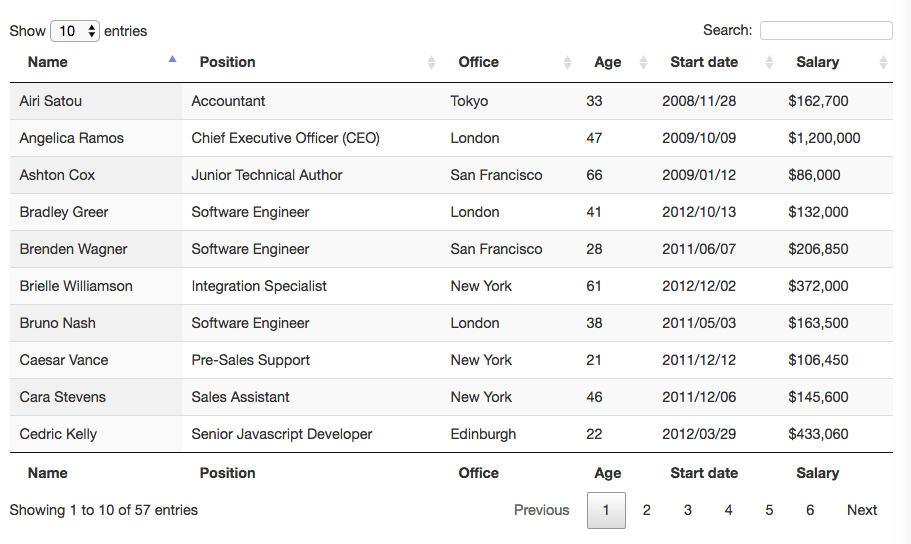 Show 10 entries Search:
Name Position Office Age Start date Salary
Airi Satou Accountant Tokyo 33 2008/11/28 $162,700
Angelica Ramos Chief Executive Officer (CEO) London 47 2009/10/09 $1,200,000
Ashton Cox Junior Technical Author San Francisco 66 2009/01/12 $86,000
Bradley Greer Software Engineer London 41 2012/10/13 $132,000
Brenden Wagner Software Engineer San Francisco 28 2011/06/07 $206,850
Brielle Williamson Integration Specialist New York 61 2012/12/02 $372,000
Bruno Nash Software Engineer London 38 2011/05/03 $163,500
Caesar Vance Pre-Sales Support New York 21 2011/12/12 $106,450
Cara Stevens Sales Assistant New York 46 2011/12/06 $145,600
Cedric Kelly Senior Javascript Developer Edinburgh 22 2012/03/29 $433,060
Name Position Office Age Start date Salary
Showing 1 to 10 of 57 entries Previous 1 2 3 4 5 6 Next